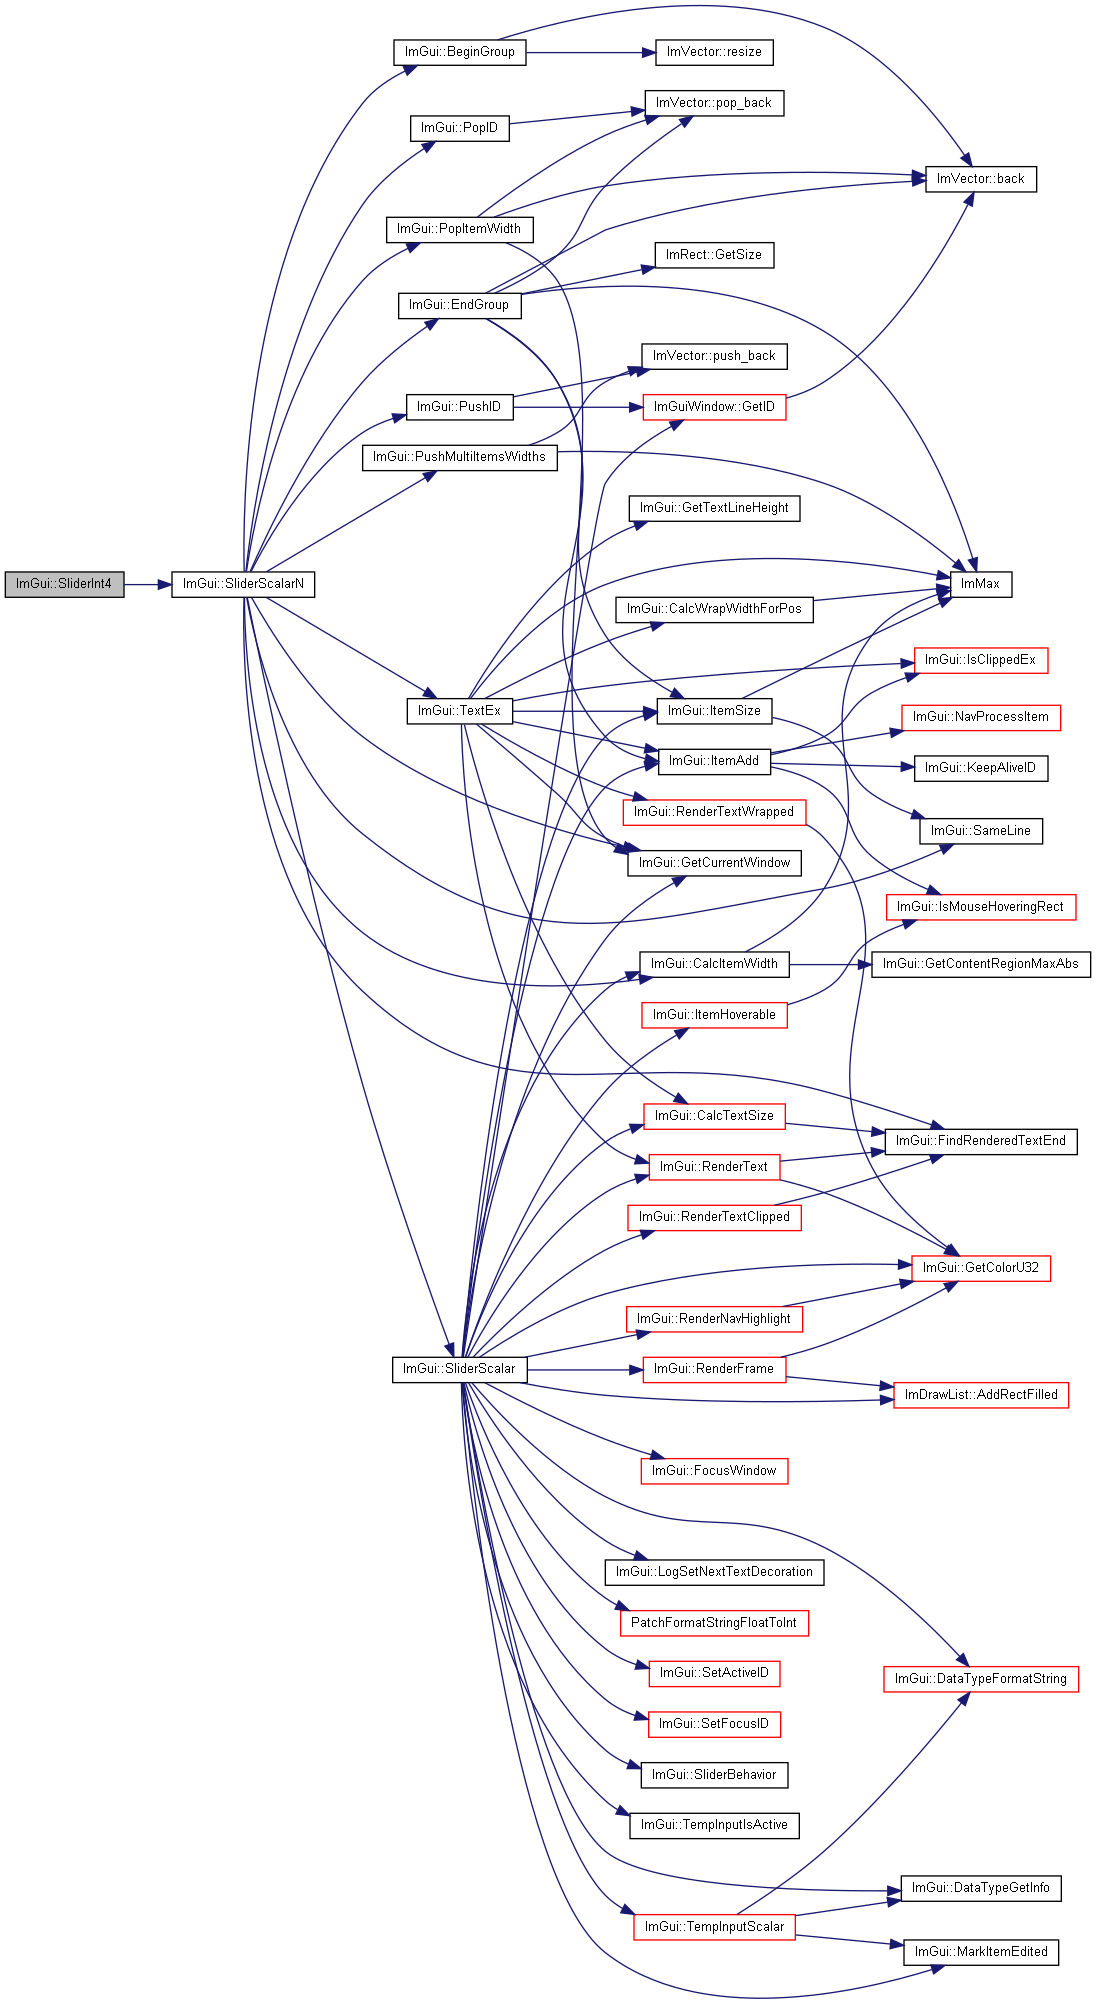 ImGui::BeginGroup
ImVector::resize
ImVector::pop_back
ImGui::PopID
ImVector::back
ImGui::PopItemWidth
ImRect::GetSize
ImGui::EndGroup
ImVector::push_back
ImGui::PushID
ImGuiWindow::GetID
ImGui::PushMultiItemsWidths
ImGui::GetTextLineHeight
ImGui::SliderInt4
ImGui::SliderScalarN
ImMax
ImGui::CalcWrapWidthForPos
ImGui::IsClippedEx
ImGui::TextEx
ImGui::ItemSize
ImGui::NavProcessItem
ImGui::ItemAdd
ImGui::KeepAliveID
ImGui::RenderTextWrapped
ImGui::SameLine
ImGui::GetCurrentWindow
ImGui::IsMouseHoveringRect
ImGui::CalcItemWidth
ImGui::GetContentRegionMaxAbs
ImGui::ItemHoverable
ImGui::CalcTextSize
ImGui::FindRenderedTextEnd
ImGui::RenderText
ImGui::RenderTextClipped
ImGui::GetColorU32
ImGui::RenderNavHighlight
ImGui::SliderScalar
ImGui::RenderFrame
ImDrawList::AddRectFilled
ImGui::FocusWindow
ImGui::LogSetNextTextDecoration
PatchFormatStringFloatToInt
ImGui::SetActiveID
ImGui::DataTypeFormatString
ImGui::SetFocusID
ImGui::SliderBehavior
ImGui::TempInputIsActive
ImGui::DataTypeGetInfo
ImGui::TempInputScalar
ImGui::MarkItemEdited